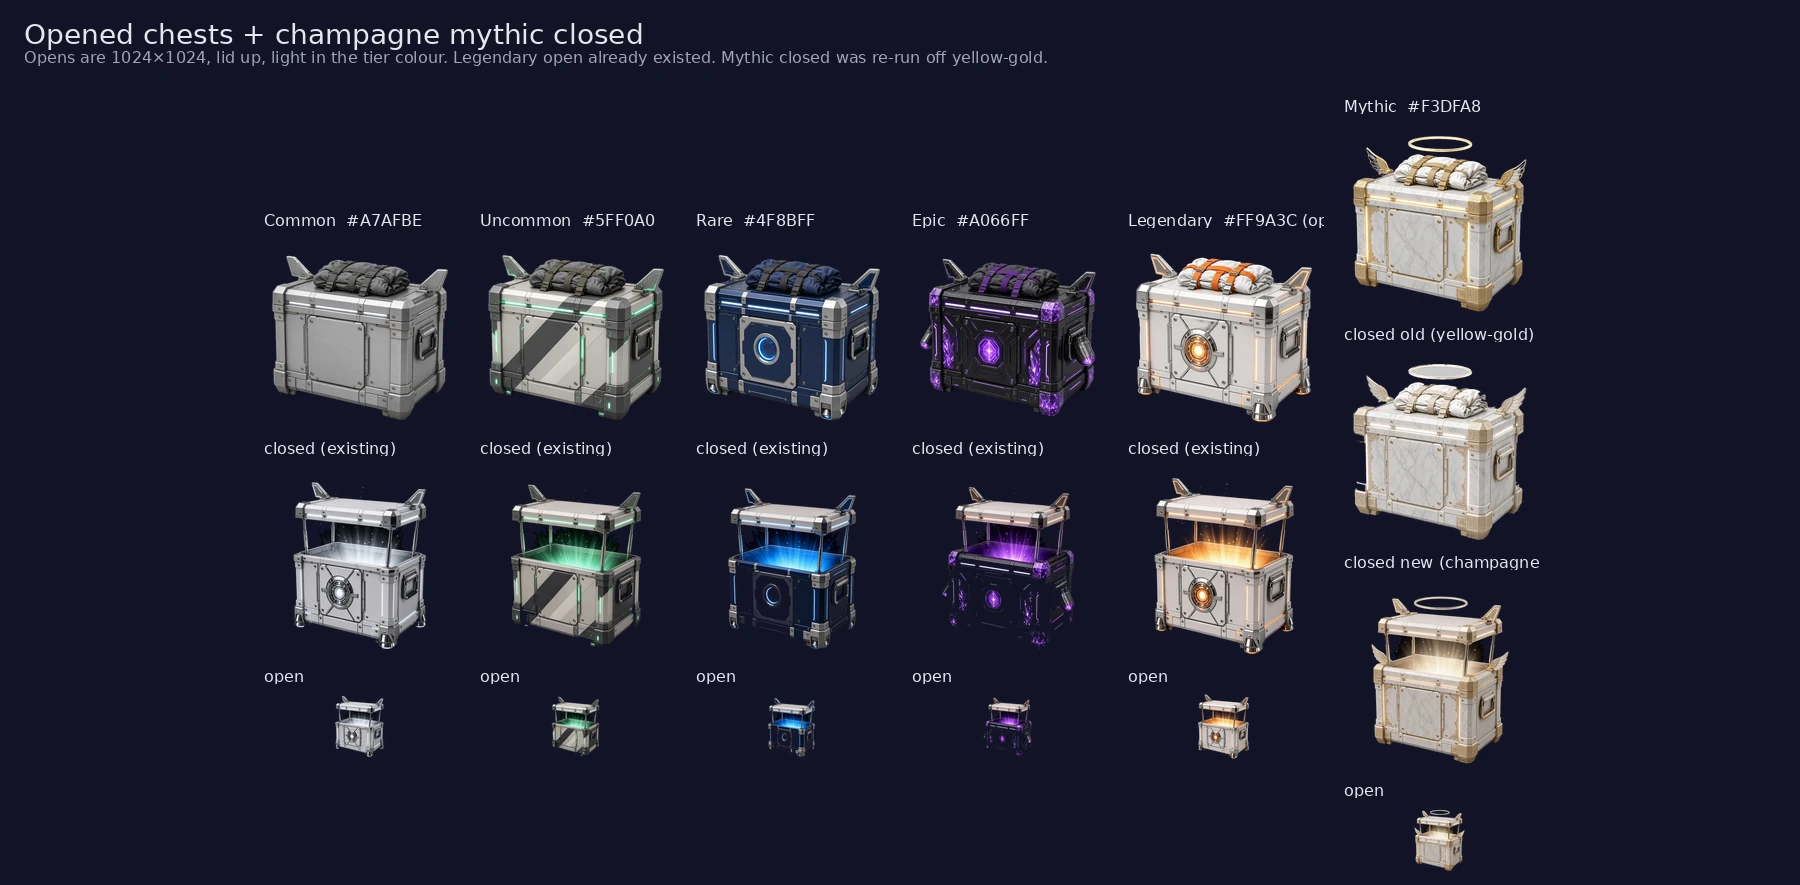 Opened chests + champagne mythic closed
Opens are 1024×1024, lid up, light in the tier colour. Legendary open already existed. Mythic closed was re-run off yellow-gold.
Mythic #F3DFA8
Common #A7AFBE
Uncommon #5FF0A0
Rare #4F8BFF
Epic #A066FF
Legendary #FF9A3C (op
closed old (yellow-gold)
closed (existing)
closed (existing)
closed (existing)
closed (existing)
closed (existing)
closed new (champagne
open
open
open
open
open
open